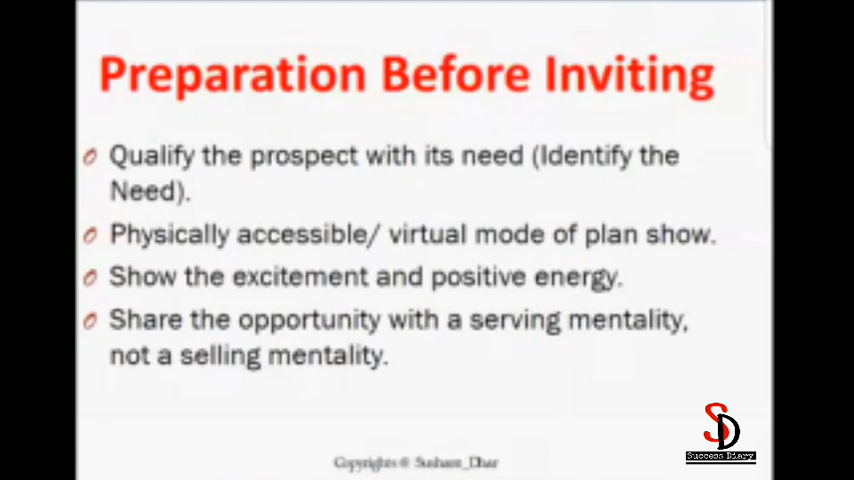 Preparation Before Inviting
Qualify the prospect with its need (Identify the
Need).
Physically accessible/ virtual mode of plan show.
Show the excitement and positive energy.
Share the opportunity with a serving mentality,
not a selling mentality.
SD
Success Diary
Copyrights @